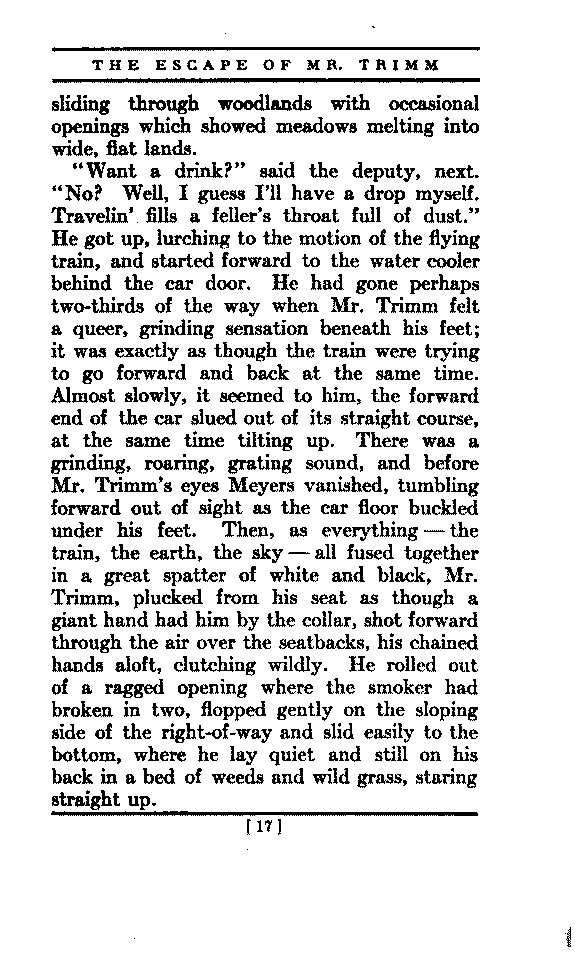 THE ESCAPE OF MR. TRIMM
sliding through woodlands with occasional
openings which showed meadows melting into
wide, flat lands.
“Want a drink?” said the deputy, next.
“No? Well, I guess I’ll have a drop myself.
Travelin’ fills a feller’s throat full of dust.”
He got up, lurching to the motion of the flying
train, and started forward to the water cooler
behind the car door. He had gone perhaps
two-thirds of the way when Mr. Trimm felt
a queer, grinding sensation beneath his feet;
it was exactly as though the train were trying
to go forward and back at the same time.
Almost slowly, it seemed to him, the forward
end of the car slued out of its straight course,
at the same time tilting up. There was a
grinding, roaring, grating sound, and before
Mr. Trimm’s eyes Meyers vanished, tumbling
forward out of sight as the car floor buckled
under his feet. Then, as everything — the
train, the earth, the sky — all fused together
in a great spatter of white and black, Mr.
Trimm, plucked from his seat as though a
giant hand had him by the collar, shot forward
through the air over the seatbacks, his chained
hands aloft, clutching wildly. He rolled out
of a ragged opening where the smoker had
broken in two, flopped gently on the sloping
side of the right-of-way and slid easily to the
bottom, where he lay quiet and still on his
back in a bed of weeds and wild grass, staring
straight up.
[17]